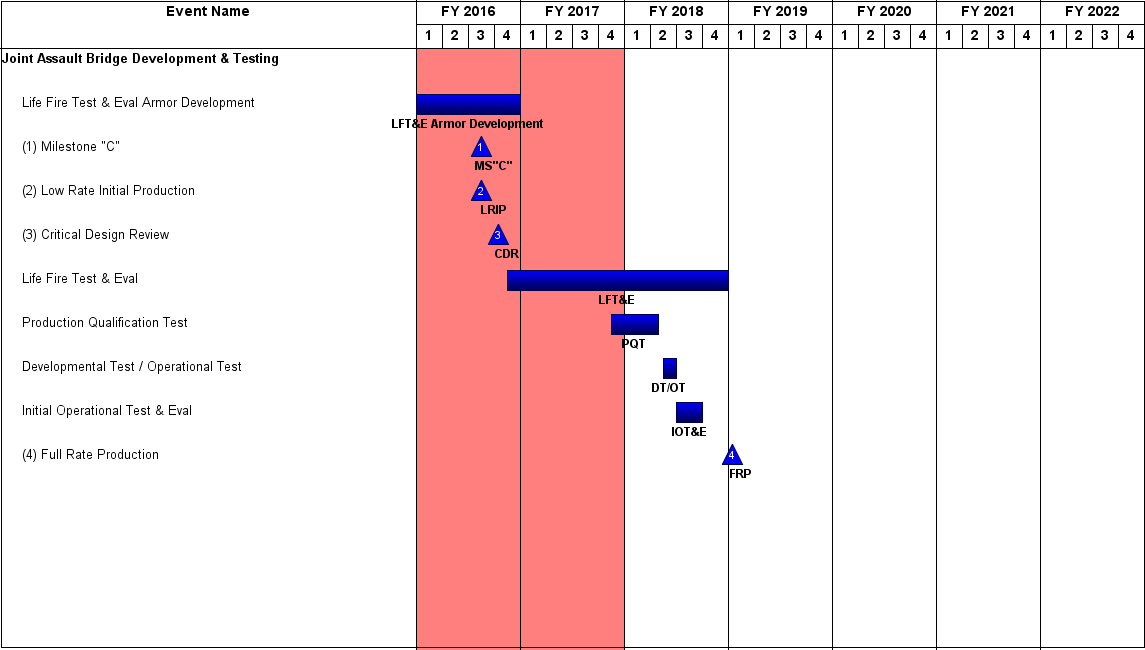 Event Name FY 2016 FY 2017 FY 2018 FY 2019 FY 2020 FY 2021 FY 2022
1 2 3 4 1 2 3 4 1 2 3 4 1 2 3 4 1 2 3 4 1 2 3 4 1 2 3 4
Joint Assault Bridge Development & Testing
Life Fire Test & Eval Armor Development
LFT&E Armor Development
(1) Milestone "C" 1
MS"C"
(2) Low Rate Initial Production 2
LRIP
(3) Critical Design Review 3
CDR
Life Fire Test & Eval
LFT&E
Production Qualification Test
PQT
Developmental Test / Operational Test
DT/OT
Initial Operational Test & Eval
IOT&E
(4) Full Rate Production 4
FRP